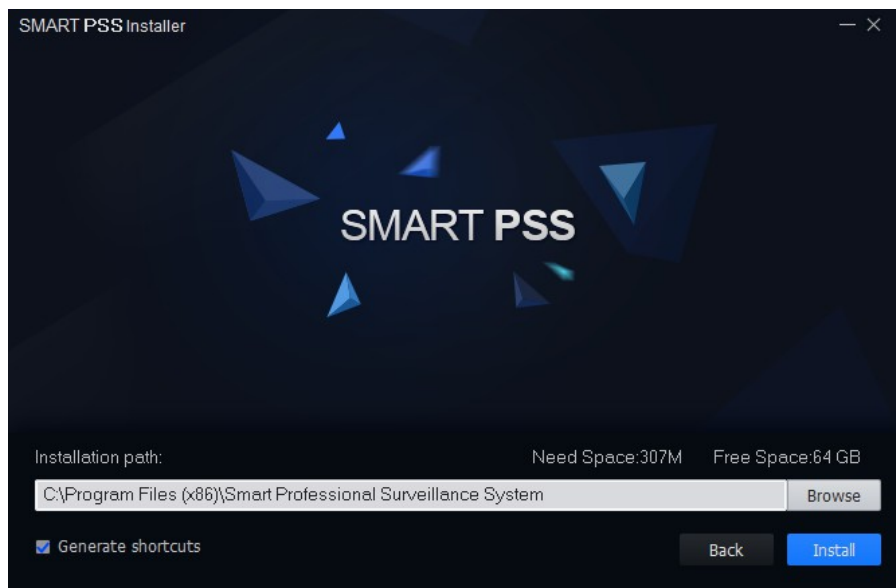 SMART PSS Installer
SMART PSS
Installation path: Need Space:307M Free Space:64 GB
C:\Program Files (x86)\Smart Professional Surveillance System Browse
Generate shortcuts Back Install